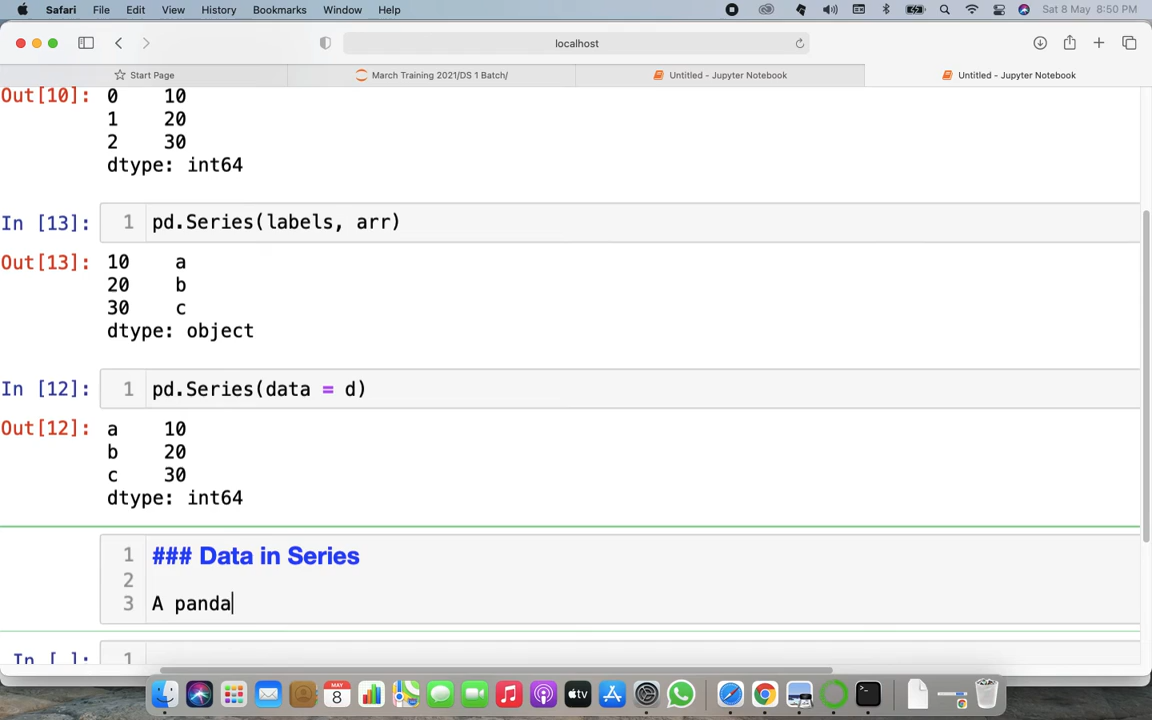 Safari File Edit View History Bookmarks Window Help Sat 8 May 8:50 PM
localhost
Start Page March Training 2021/DS 1 Batch/ Untitled - Jupyter Notebook Untitled - Jupyter Notebook
Out[10]: 0 10
1 20
2 30
dtype: int64
In [13]: 1 pd.Series(labels, arr)
Out[13]: 10 a
20 b
30 c
dtype: object
In [12]: 1 pd.Series(data = d)
Out[12]: a 10
b 20
c 30
dtype: int64
1 ### Data in Series
2
3 A panda
In [ ]: 1
MAY
8
tv